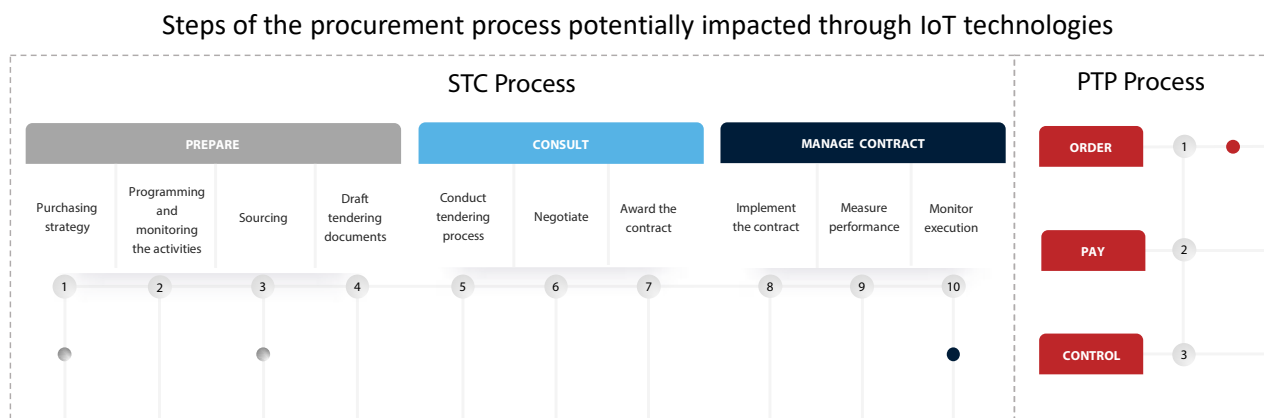 Steps of the procurement process potentially impacted through IoT technologies
STC Process
PREPARE
CONSULT
MANAGE CONTRACT
Purchasing
strategy
Programming
and
monitoring
the activities
Sourcing
Draft
tendering
documents
Conduct
tendering
process
Negotiate
Award the
contract
Implement
the contract
Measure
performance
Monitor
execution
1
2
3
4
5
6
7
8
9
10
PTP Process
ORDER
1
PAY
2
CONTROL
3